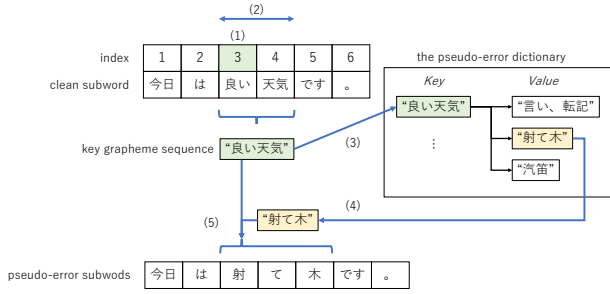 (2)
(1)
index 1 2 3 4 5 6
clean subword 今日 は 良い 天気 です 。
the pseudo-error dictionary
Key Value
"良い天気" "言い、転記"
"射て木"
⋮
"汽笛"
key grapheme sequence "良い天気"
(3)
(4)
"射て木"
(5)
pseudo-error subwods 今日 は 射 て 木 です 。